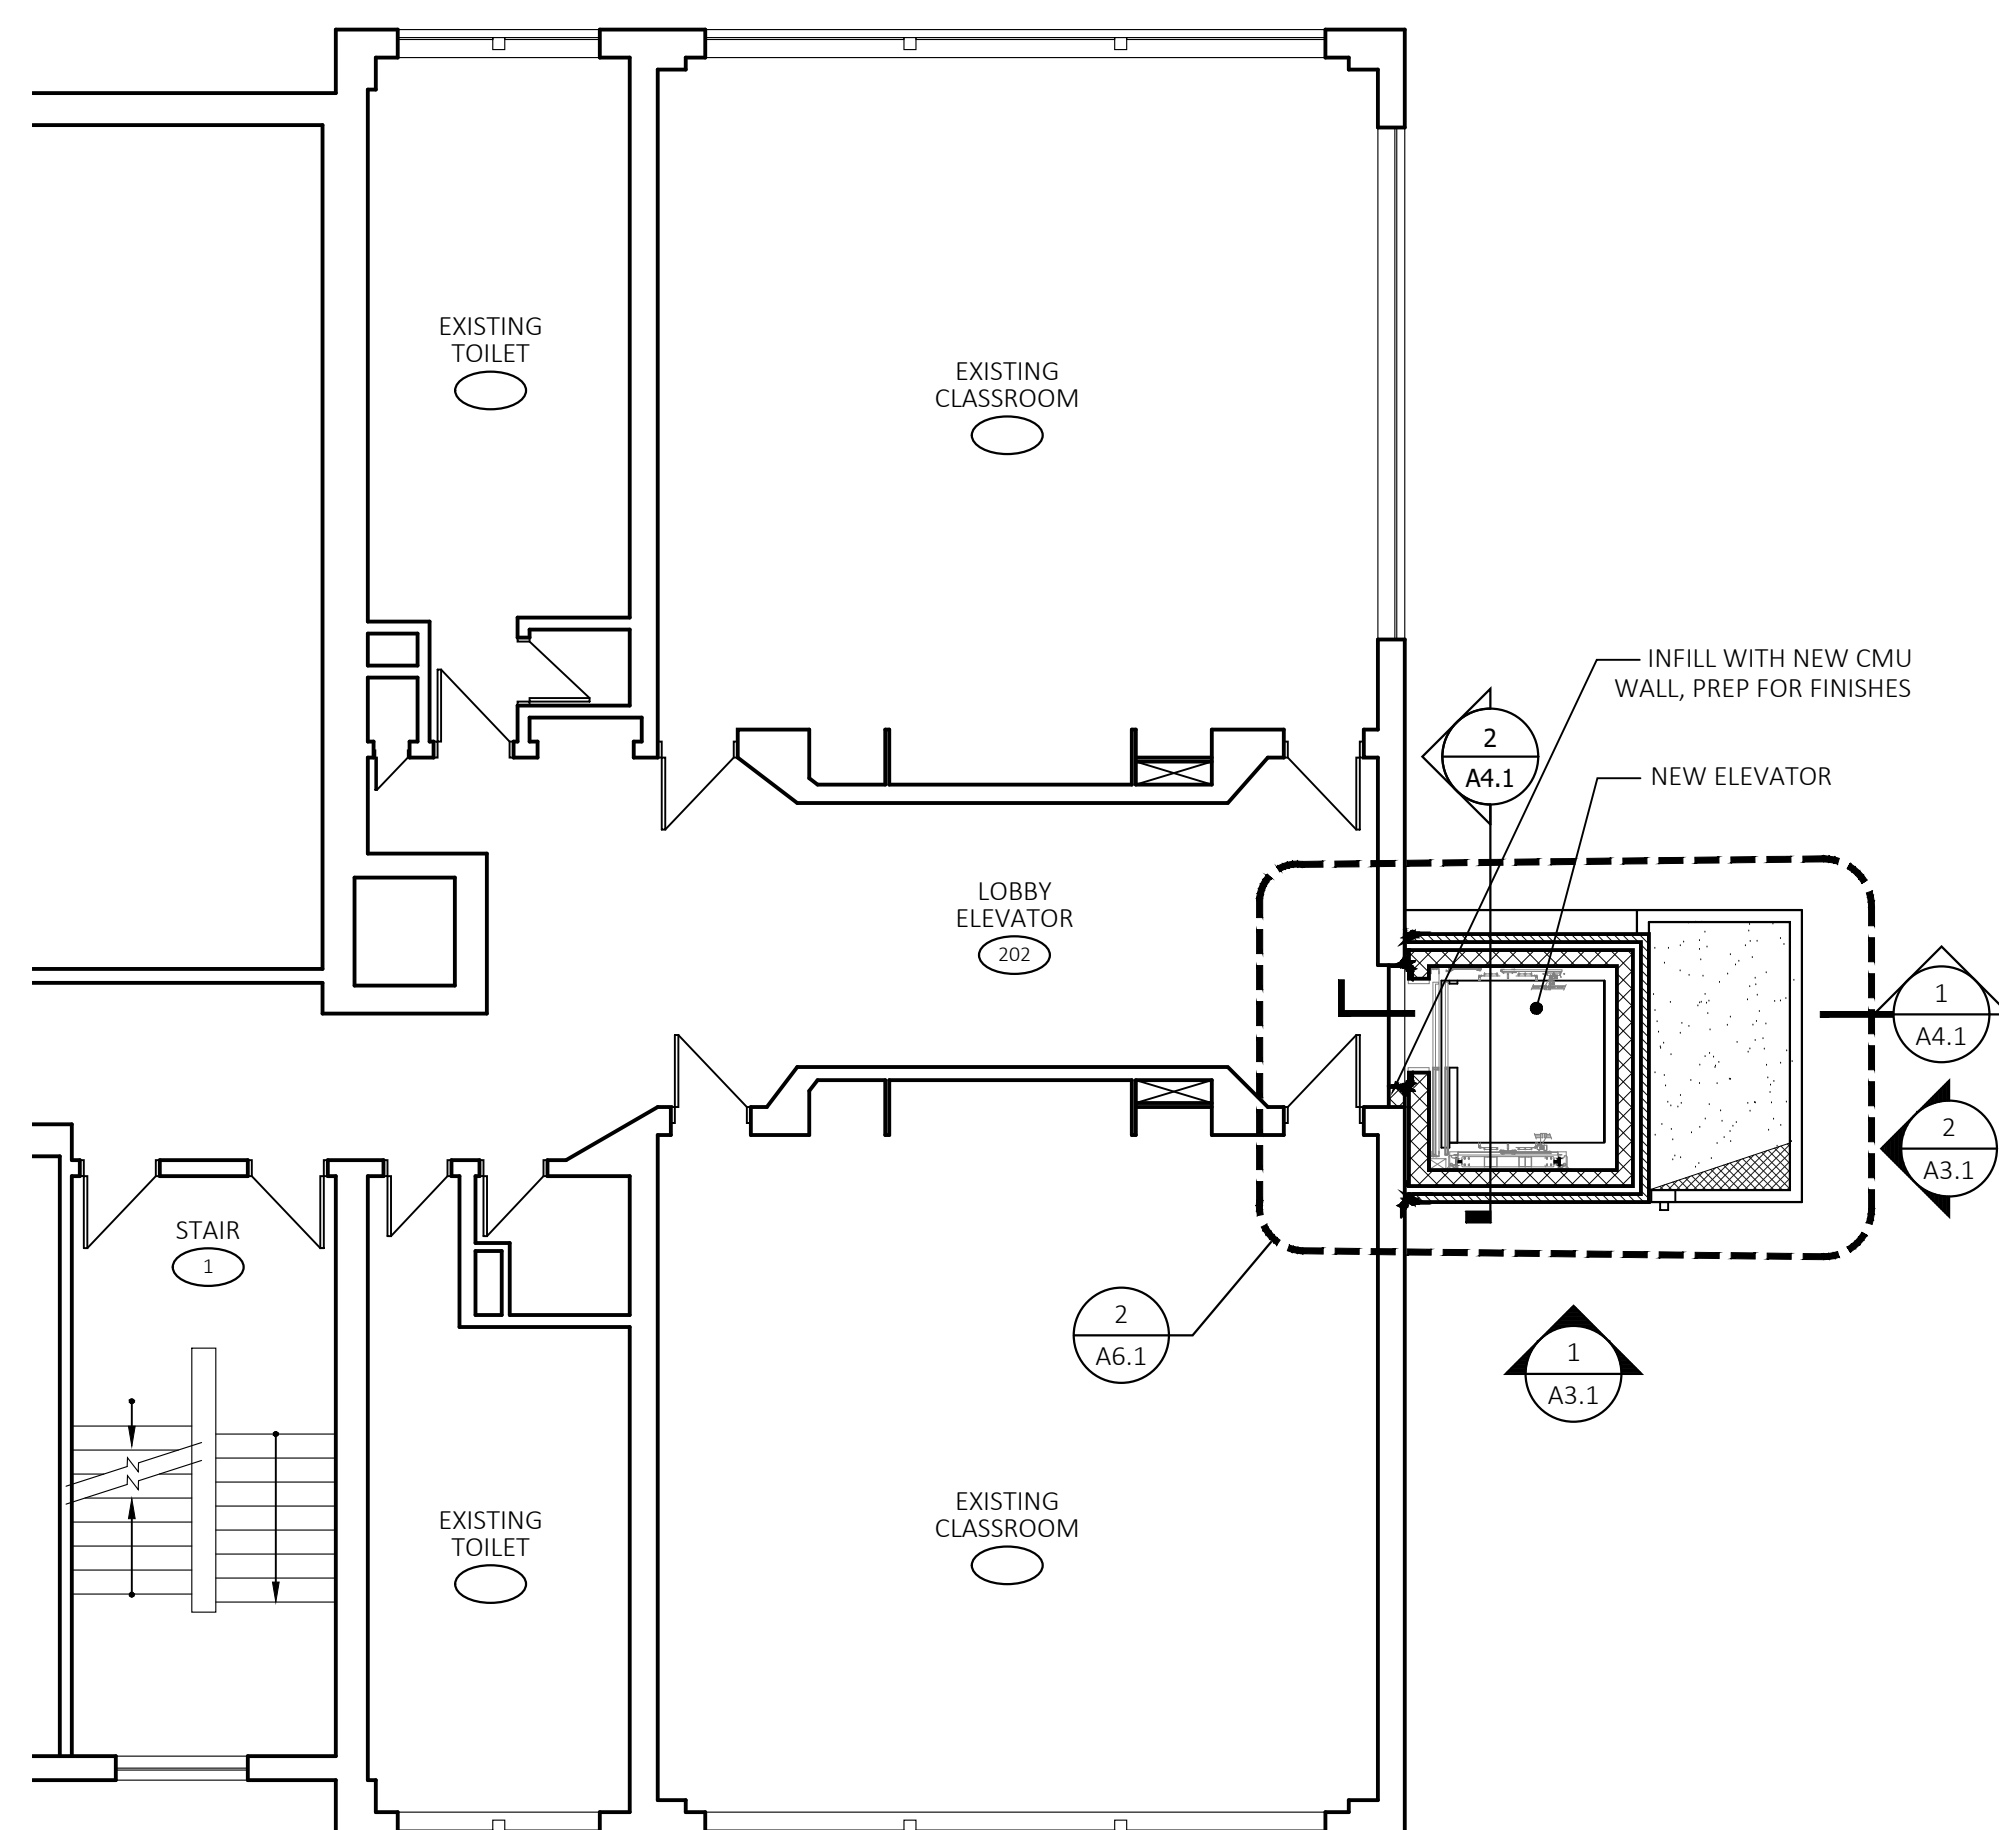 EXISTING
TOILET
EXISTING
CLASSROOM
INFILL WITH NEW CMU
WALL, PREP FOR FINISHES
2
A4.1
NEW ELEVATOR
LOBBY
ELEVATOR
202
1
A4.1
2
A3.1
STAIR
1
2
A6.1
1
A3.1
EXISTING
TOILET
EXISTING
CLASSROOM